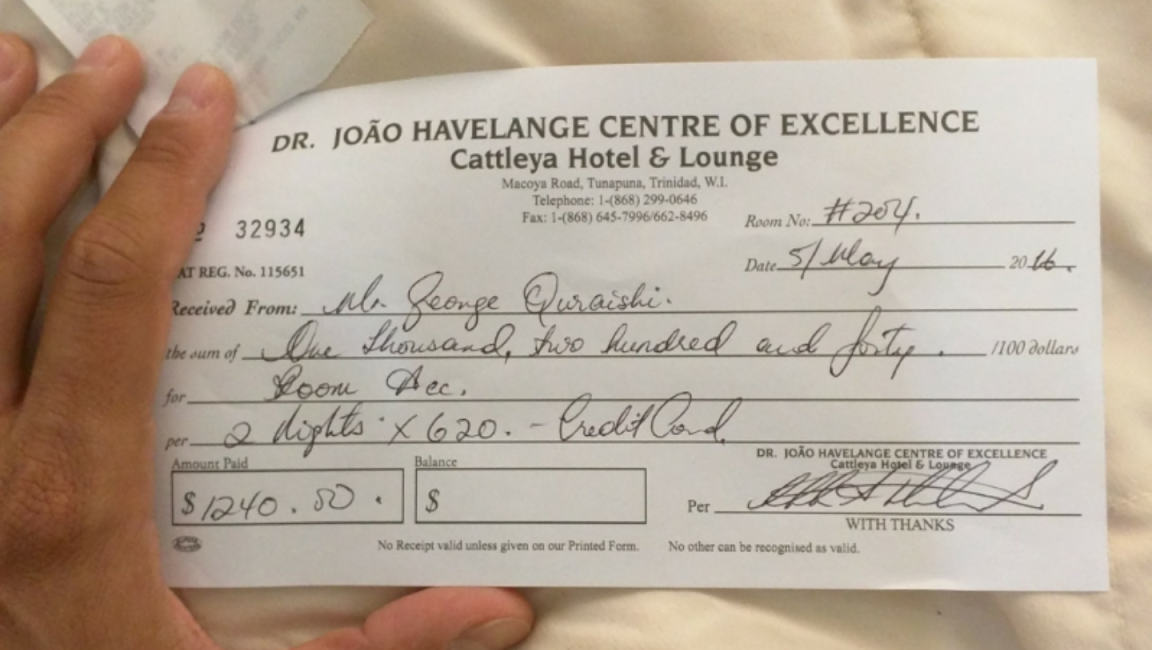 DR. JOÃO HAVELANGE CENTRE OF EXCELLENCE
Cattleya Hotel & Lounge
Macoya Road, Tunapuna, Trinidad, W.I.
Telephone: 1-(868) 299-0646
Fax: 1-(868) 645-7996/662-8496
32934
Room No: #204.
AT REG. No. 115651
Date 5/May 2016.
Received From: Mr. George Quraishi.
the sum of One thousand, two hundred and forty. /100 dollars
for Room Acc.
per 2 Nights X 620. - Credit Card
Amount Paid
$1240.00.
Balance
$
DR. JOÃO HAVELANGE CENTRE OF EXCELLENCE
Cattleya Hotel & Lounge
Per
WITH THANKS
No Receipt valid unless given on our Printed Form. No other can be recognised as valid.